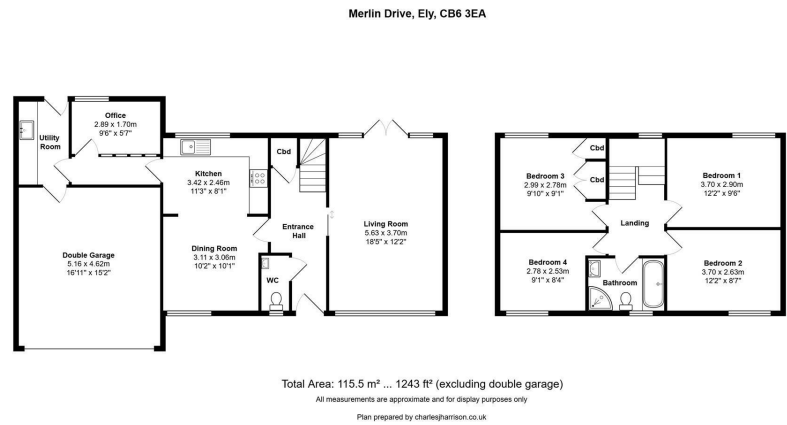 Merlin Drive, Ely, CB6 3EA
Office
2.89 x 1.70m
9'6" x 5'7"
Utility
Room
Kitchen
3.42 x 2.46m
11'3" x 8'1"
Cbd
Dining Room
3.11 x 3.06m
10'2" x 10'1"
Entrance
Hall
Living Room
5.63 x 3.70m
18'5" x 12'2"
Double Garage
5.16 x 4.62m
16'11" x 15'2"
WC
Cbd
Cbd
Bedroom 3
2.99 x 2.78m
9'10" x 9'1"
Bedroom 1
3.70 x 2.90m
12'2" x 9'6"
Landing
Bedroom 4
2.78 x 2.53m
9'1" x 8'4"
Bathroom
Bedroom 2
3.70 x 2.63m
12'2" x 8'7"
Total Area: 115.5 m² ... 1243 ft² (excluding double garage)
All measurements are approximate and for display purposes only
Plan prepared by charlesjharrison.co.uk